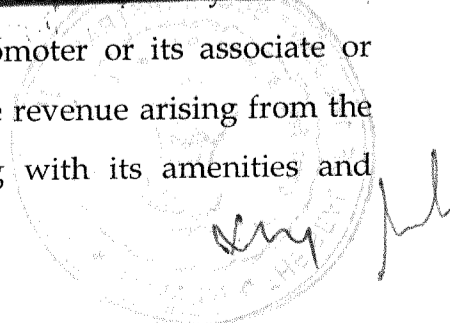 omoter or its associate or
revenue arising from the
with its amenities and